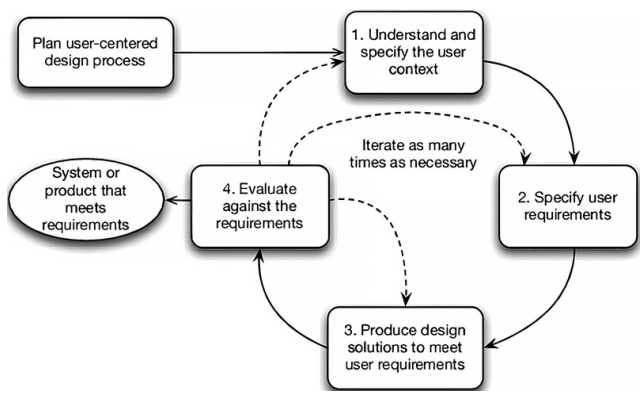 Plan user-centered
design process
1. Understand and
specify the user
context
Iterate as many
times as necessary
System or
product that
meets
requirements
4. Evaluate
against the
requirements
2. Specify user
requirements
3. Produce design
solutions to meet
user requirements